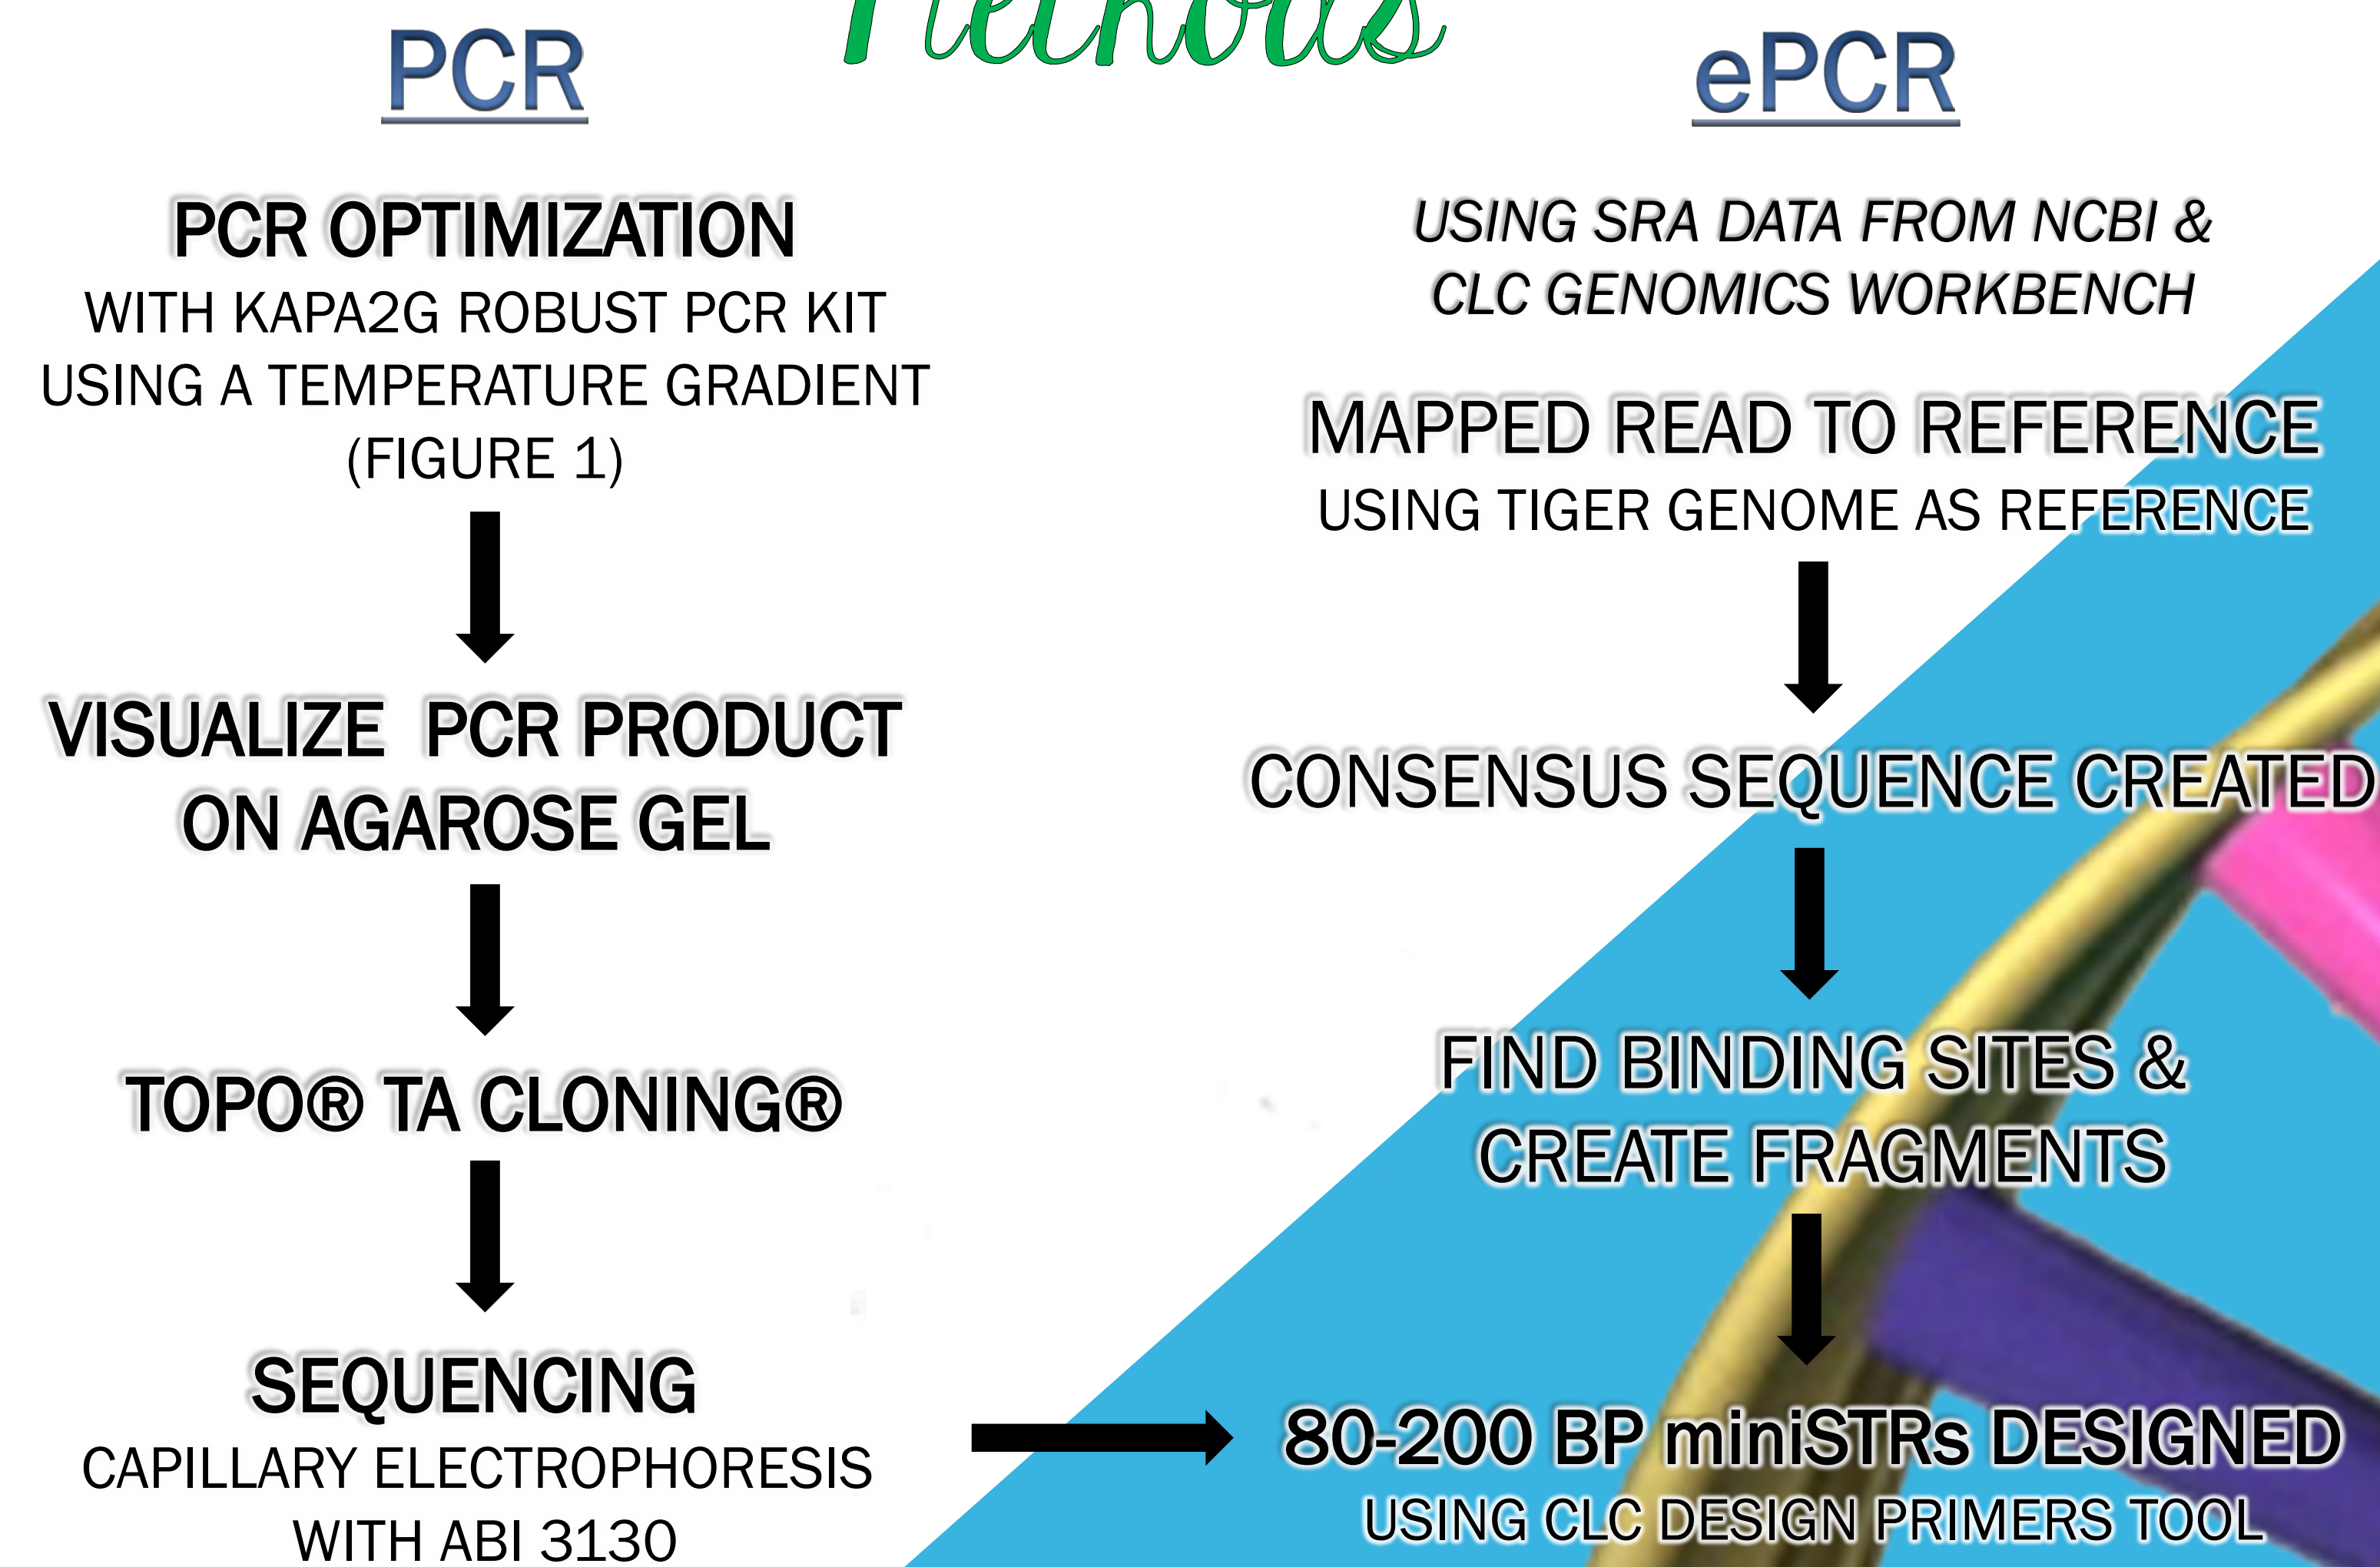 Methods
PCR
PCR OPTIMIZATION
WITH KAPA2G ROBUST PCR KIT
USING A TEMPERATURE GRADIENT
(FIGURE 1)
VISUALIZE PCR PRODUCT
ON AGAROSE GEL
TOPO® TA CLONING®
SEQUENCING
CAPILLARY ELECTROPHORESIS
WITH ABI 3130
ePCR
USING SRA DATA FROM NCBI &
CLC GENOMICS WORKBENCH
MAPPED READ TO REFERENCE
USING TIGER GENOME AS REFERENCE
CONSENSUS SEQUENCE CREATED
FIND BINDING SITES &
CREATE FRAGMENTS
80-200 BP miniSTRs DESIGNED
USING CLC DESIGN PRIMERS TOOL